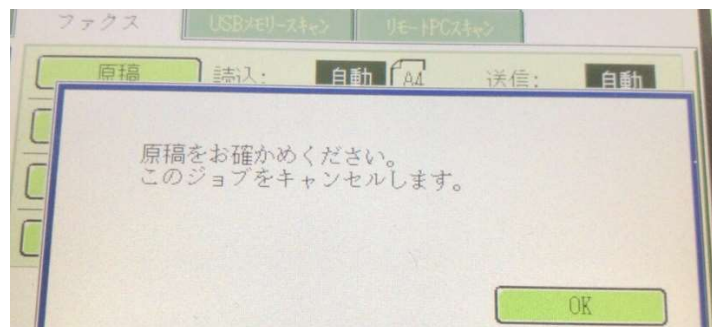 ファクス
USBメモリースキャン
リモートPCスキャン
原稿 読込: 自動 A4 送信: 自動
原稿をお確かめください。
このジョブをキャンセルします。
OK